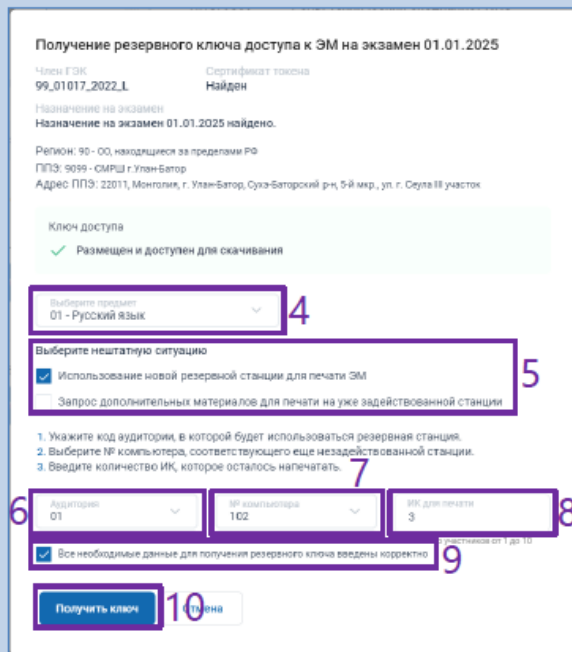 Получение резервного ключа доступа к ЭМ на экзамен 01.01.2025
Член ГЭК Сертификат токена
99_01017_2022_L Найден
Назначение на экзамен
Назначение на экзамен 01.01.2025 найдено.
Регион: 90 - ОО, находящиеся за пределами РФ
ППЭ: 9099 - СМРШ г.Улан-Батор
Адрес ППЭ: 22011, Монголия, г. Улан-Батор, Сухэ-Баторский р-н, 5-й мкр., ул. г. Сеула III участок
Ключ доступа
Размещен и доступен для скачивания
Выберите предмет
01 - Русский язык
4
Выберите нештатную ситуацию
5
Использование новой резервной станции для печати ЭМ
Запрос дополнительных материалов для печати на уже задействованной станции
1. Укажите код аудитории, в которой будет использоваться резервная станция.
2. Выберите № компьютера, соответствующего еще незадействованной станции.
3. Введите количество ИК, которое осталось напечатать.
7
6 Аудитория № компьютера ИК для печати 8
01 102 3
участников от 1 до 10
Все необходимые данные для получения резервного ключа введены корректно 9
Получить ключ 10 Отмена